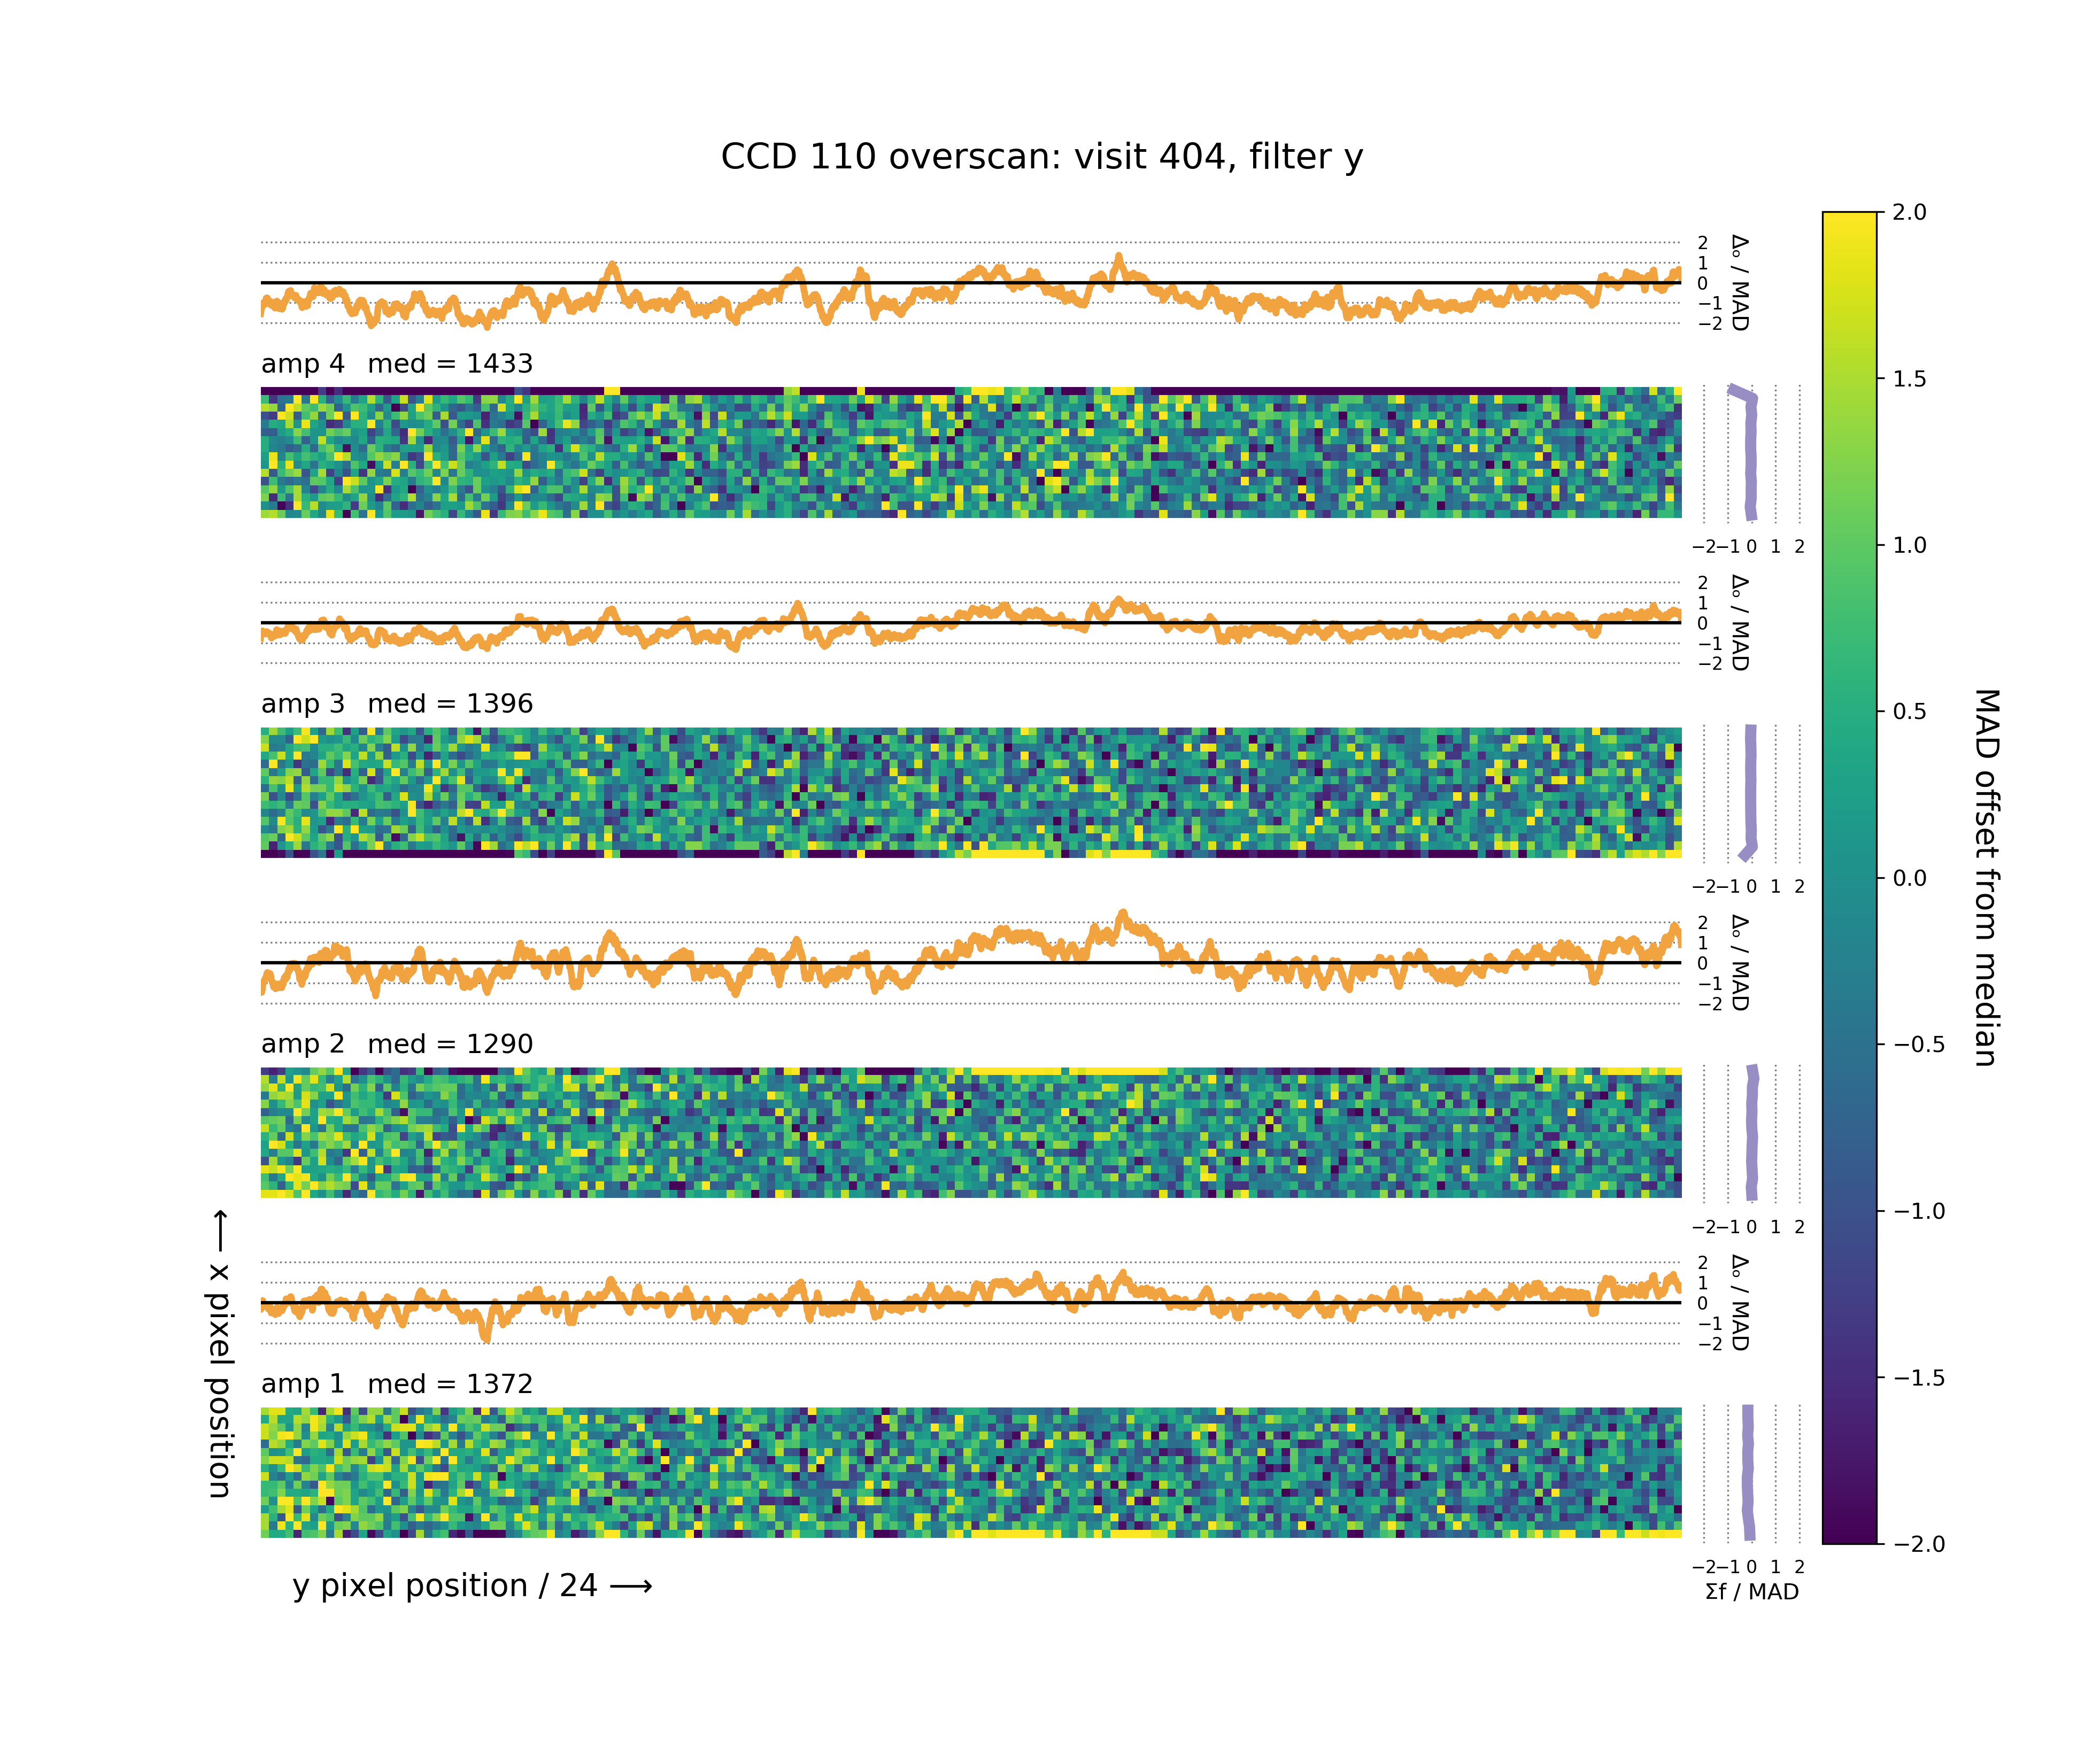 CCD 110 overscan: visit 404, filter y
2
1
0
−1
−2
Δₒ / MAD
amp 4 med = 1433
−2 −1 0 1 2
2
1
0
−1
−2
Δₒ / MAD
amp 3 med = 1396
−2 −1 0 1 2
2
1
0
−1
−2
Δₒ / MAD
amp 2 med = 1290
−2 −1 0 1 2
2
1
0
−1
−2
Δₒ / MAD
amp 1 med = 1372
−2 −1 0 1 2
Σf / MAD
⟵ x pixel position
y pixel position / 24 ⟶
2.0
1.5
1.0
0.5
0.0
−0.5
−1.0
−1.5
−2.0
MAD offset from median